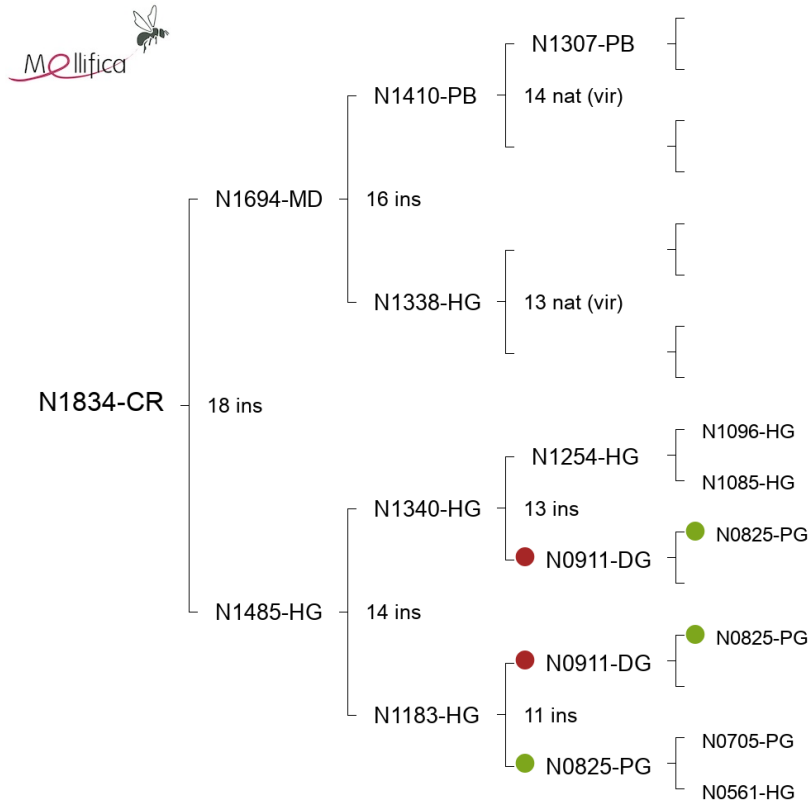 Mellifica
N1307-PB
N1410-PB
14 nat (vir)
N1694-MD
16 ins
N1338-HG
13 nat (vir)
N1834-CR
18 ins
N1096-HG
N1254-HG
N1085-HG
N1340-HG
13 ins
N0825-PG
N0911-DG
N1485-HG
14 ins
N0825-PG
N0911-DG
N1183-HG
11 ins
N0705-PG
N0825-PG
N0561-HG